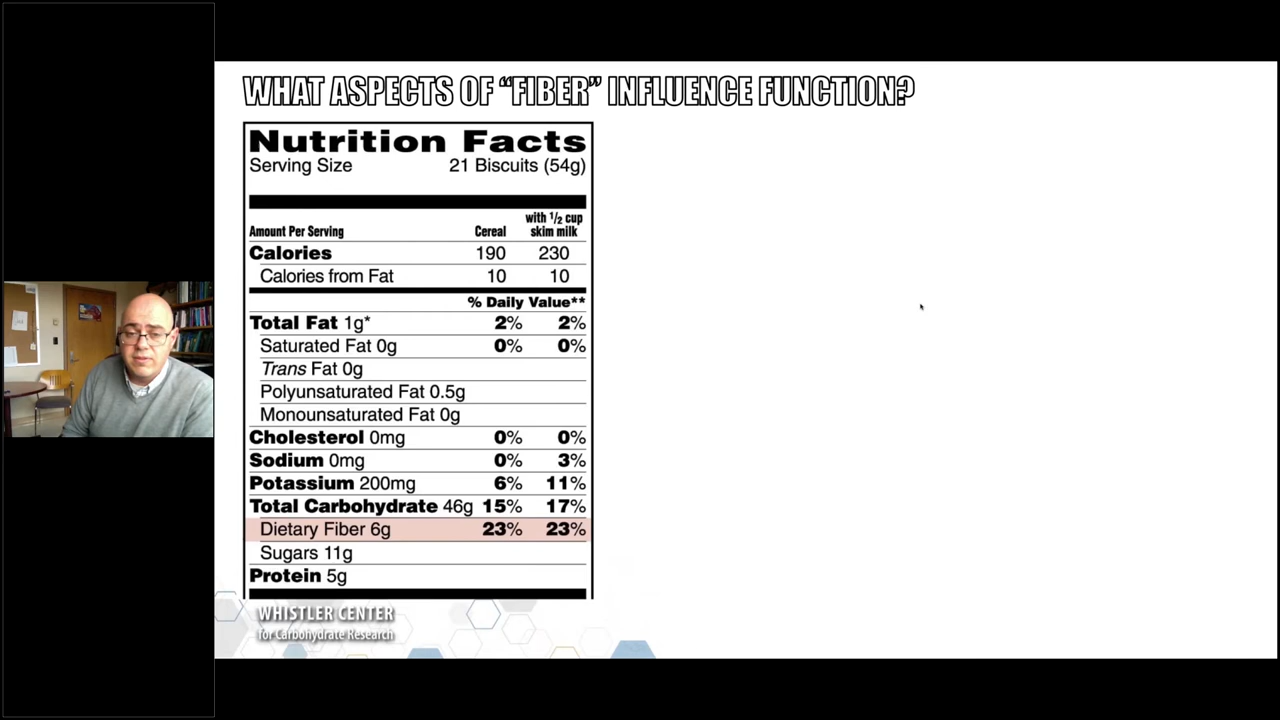 WHAT ASPECTS OF “FIBER” INFLUENCE FUNCTION?
Nutrition Facts
Serving Size 21 Biscuits (54g)
Amount Per Serving Cereal with 1/2 cup skim milk
Calories 190 230
Calories from Fat 10 10
% Daily Value**
Total Fat 1g* 2% 2%
Saturated Fat 0g 0% 0%
Trans Fat 0g
Polyunsaturated Fat 0.5g
Monounsaturated Fat 0g
Cholesterol 0mg 0% 0%
Sodium 0mg 0% 3%
Potassium 200mg 6% 11%
Total Carbohydrate 46g 15% 17%
Dietary Fiber 6g 23% 23%
Sugars 11g
Protein 5g
WHISTLER CENTER
for Carbohydrate Research